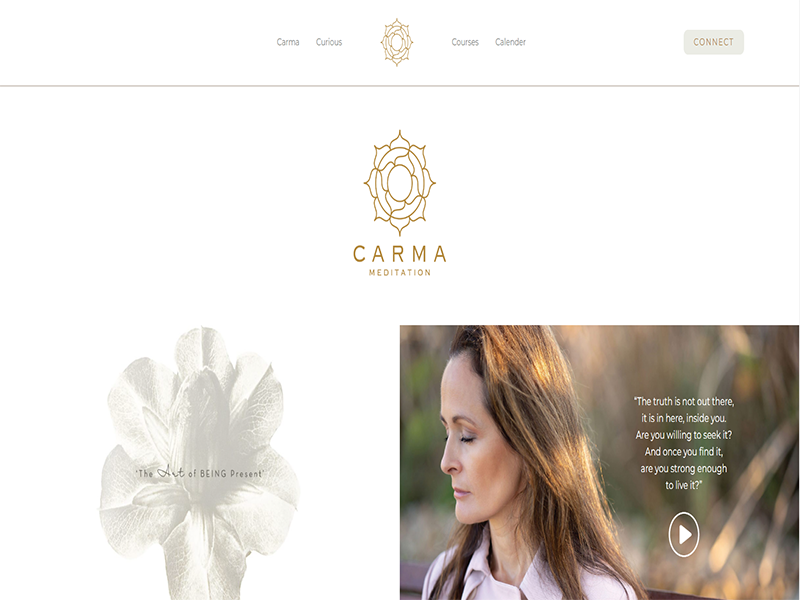 Carma Curious Courses Calender CONNECT
CARMA
MEDITATION
'The Art of BEING Present'
"The truth is not out there,
it is in here, inside you.
Are you willing to seek it?
And once you find it,
are you strong enough
to live it?"